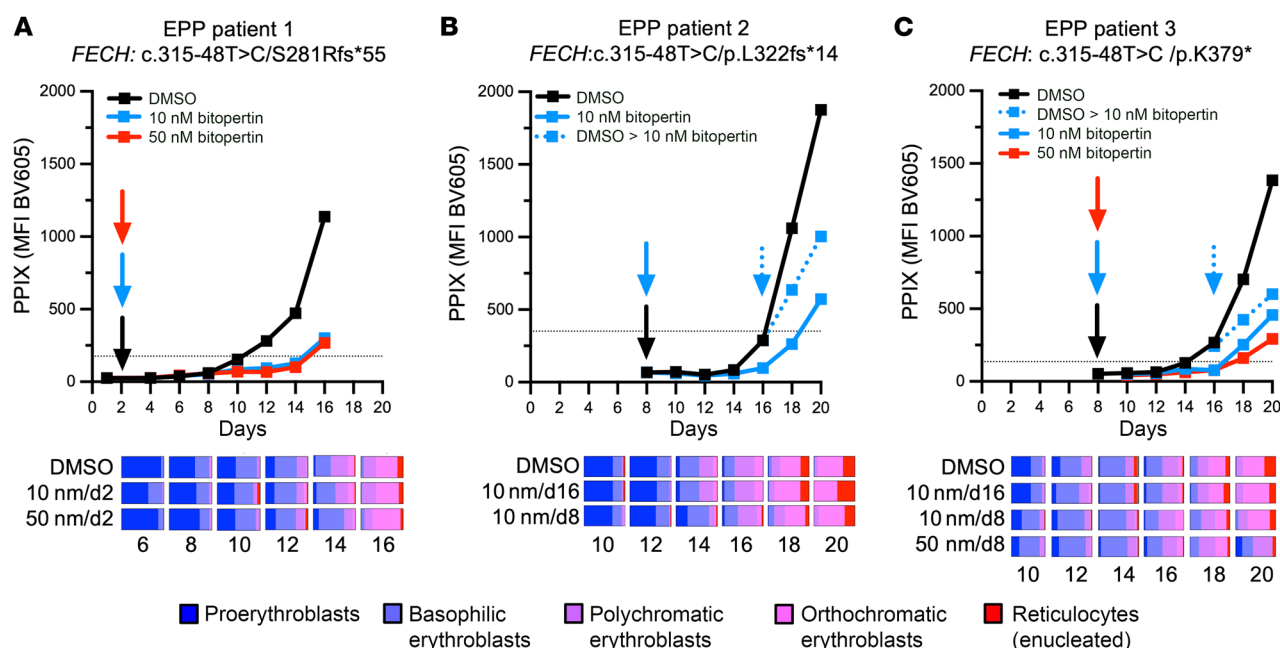 A
EPP patient 1
FECH: c.315-48T>C/S281Rfs*55
PPIX (MFI BV605)
2000
1500
1000
500
0
DMSO
10 nM bitopertin
50 nM bitopertin
0 2 4 6 8 10 12 14 16 18 20
Days
DMSO
10 nm/d2
50 nm/d2
6 8 10 12 14 16
B
EPP patient 2
FECH:c.315-48T>C/p.L322fs*14
PPIX (MFI BV605)
2000
1500
1000
500
0
DMSO
10 nM bitopertin
DMSO > 10 nM bitopertin
0 2 4 6 8 10 12 14 16 18 20
Days
DMSO
10 nm/d16
10 nm/d8
10 12 14 16 18 20
C
EPP patient 3
FECH: c.315-48T>C /p.K379*
PPIX (MFI BV605)
2000
1500
1000
500
0
DMSO
DMSO > 10 nM bitopertin
10 nM bitopertin
50 nM bitopertin
0 2 4 6 8 10 12 14 16 18 20
Days
DMSO
10 nm/d16
10 nm/d8
50 nm/d8
10 12 14 16 18 20
Proerythroblasts
Basophilic
erythroblasts
Polychromatic
erythroblasts
Orthochromatic
erythroblasts
Reticulocytes
(enucleated)